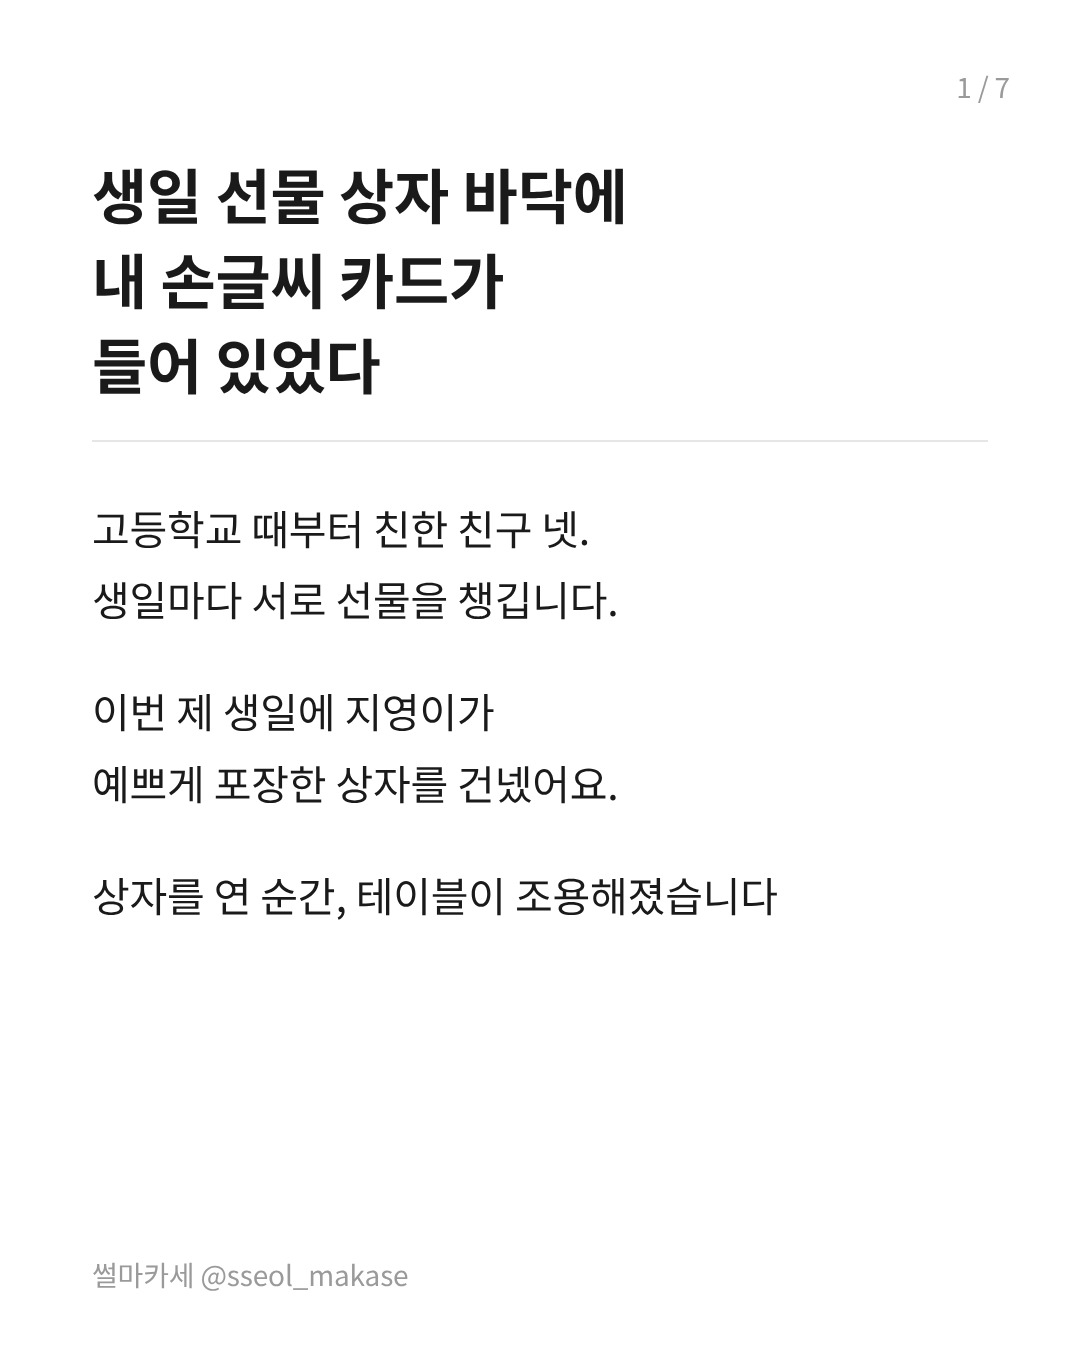 1 / 7
생일 선물 상자 바닥에
내 손글씨 카드가
들어 있었다
고등학교 때부터 친한 친구 넷.
생일마다 서로 선물을 챙깁니다.
이번 제 생일에 지영이가
예쁘게 포장한 상자를 건넸어요.
상자를 연 순간, 테이블이 조용해졌습니다
썰마카세 @sseol_makase